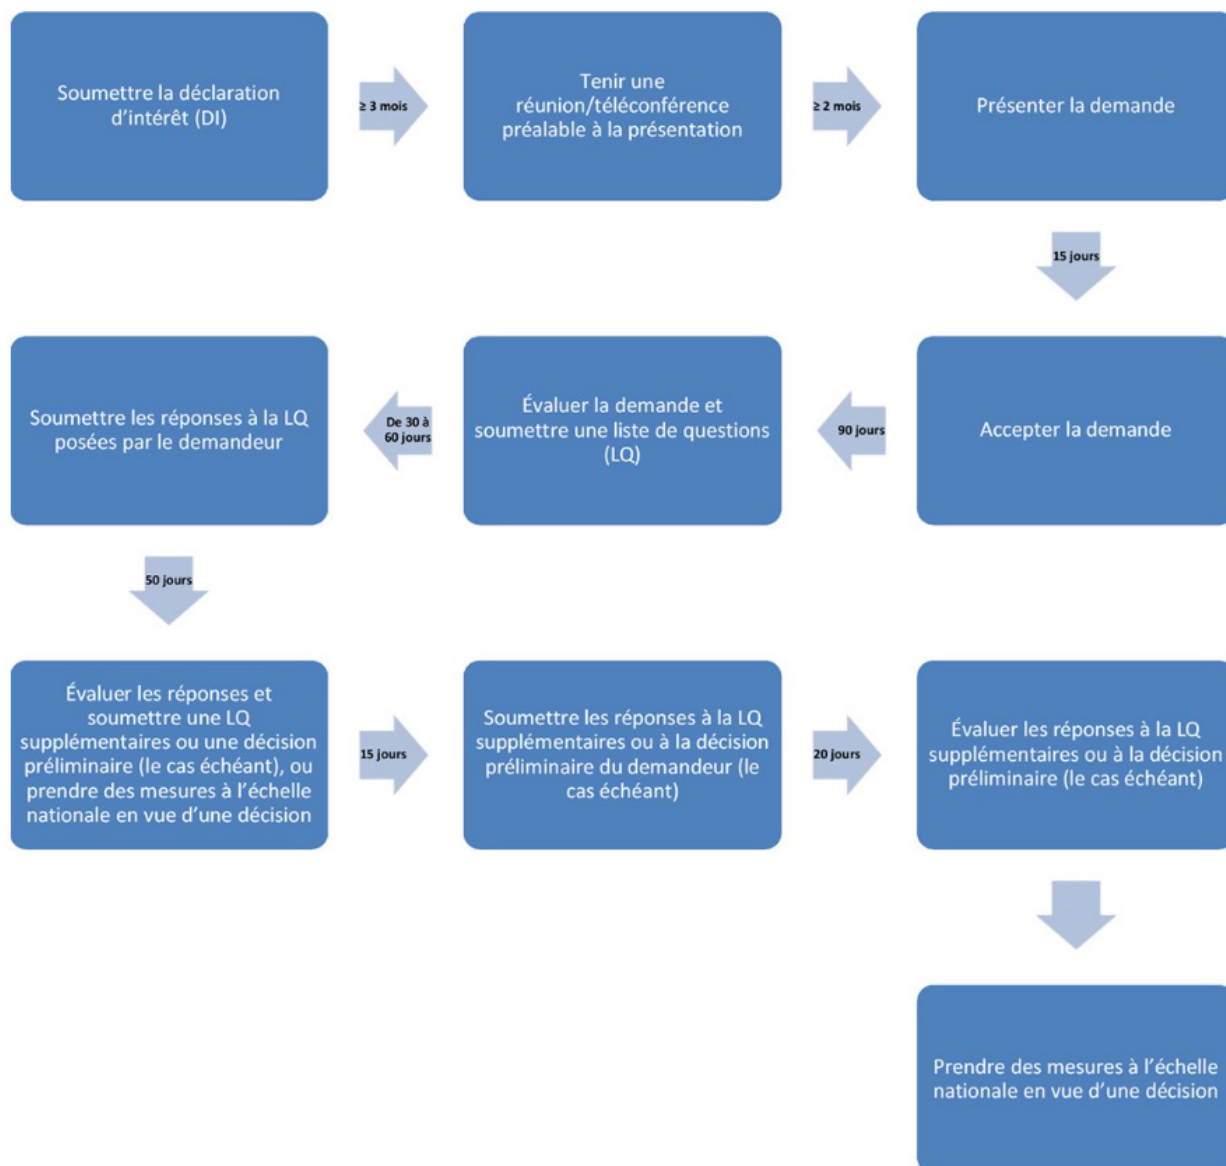 Soumettre la déclaration
d'intérêt (DI)
≥ 3 mois
Tenir une
réunion/téléconférence
préalable à la présentation
≥ 2 mois
Présenter la demande
15 jours
Accepter la demande
90 jours
Évaluer la demande et
soumettre une liste de questions
(LQ)
De 30 à
60 jours
Soumettre les réponses à la LQ
posées par le demandeur
50 jours
Évaluer les réponses et
soumettre une LQ
supplémentaires ou une décision
préliminaire (le cas échéant), ou
prendre des mesures à l'échelle
nationale en vue d'une décision
15 jours
Soumettre les réponses à la LQ
supplémentaires ou à la décision
préliminaire du demandeur (le
cas échéant)
20 jours
Évaluer les réponses à la LQ
supplémentaires ou à la décision
préliminaire (le cas échéant)
Prendre des mesures à l'échelle
nationale en vue d'une décision